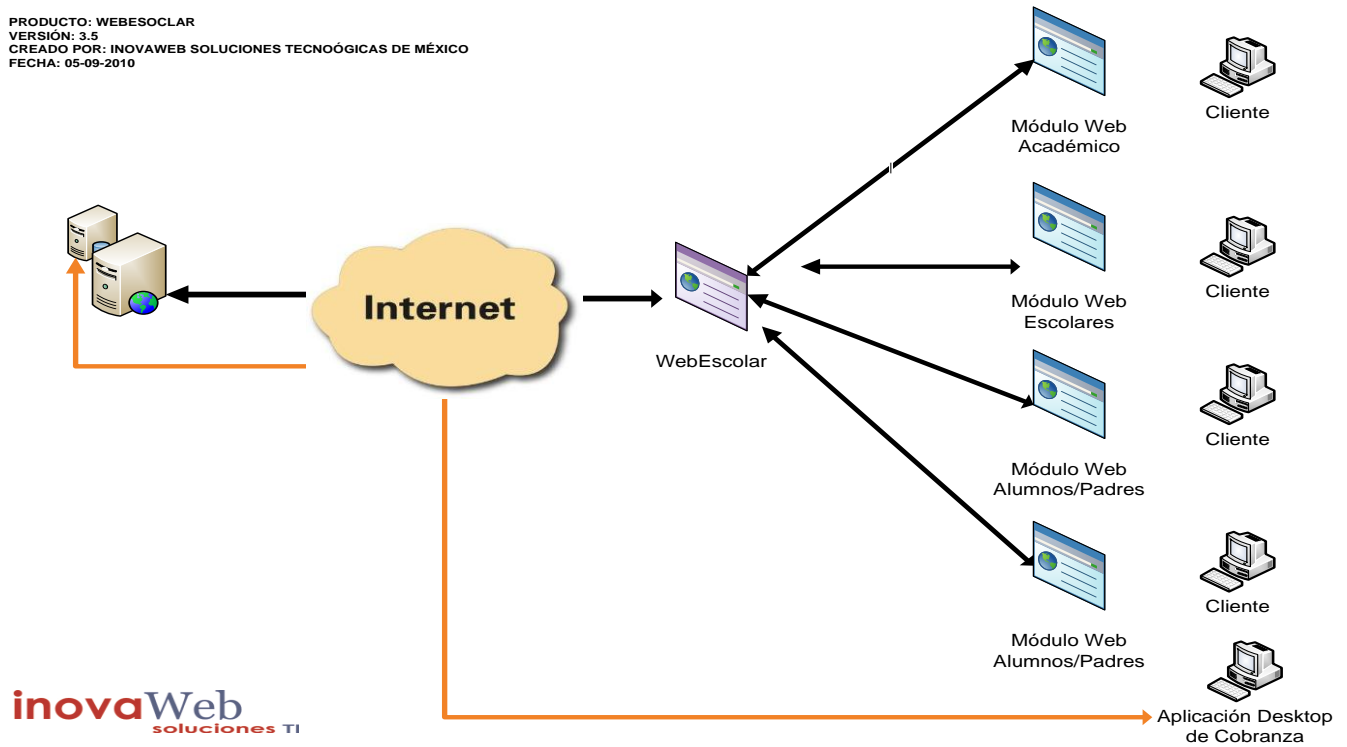 PRODUCTO: WEBESOCLAR
VERSIÓN: 3.5
CREADO POR: INOVAWEB SOLUCIONES TECNOÓGICAS DE MÉXICO
FECHA: 05-09-2010
Módulo Web
Académico
Cliente
Internet
WebEscolar
Módulo Web
Escolares
Cliente
Módulo Web
Alumnos/Padres
Cliente
Módulo Web
Alumnos/Padres
Cliente
Aplicación Desktop
de Cobranza
inovaWeb
soluciones TI